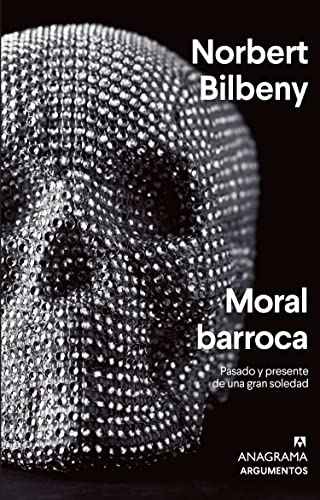 Norbert
Bilbeny
Moral
barroca
Pasado y presente
de una gran soledad
ANAGRAMA
ARGUMENTOS